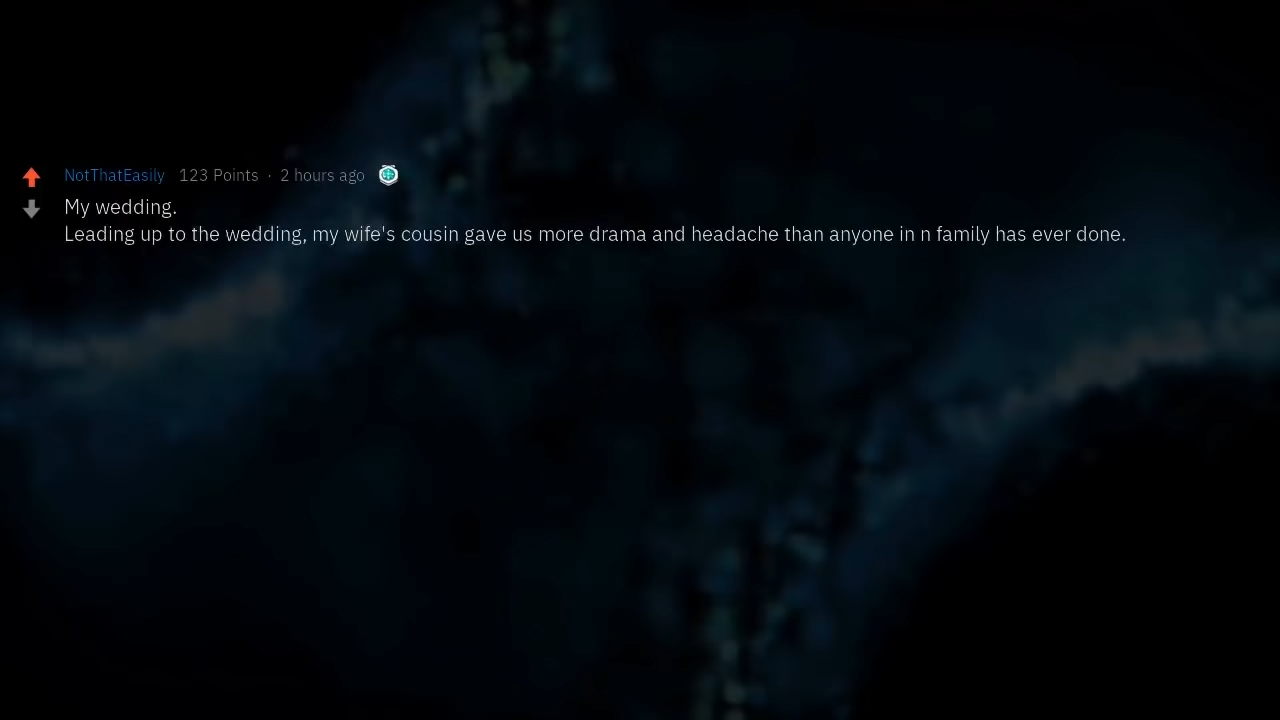 NotThatEasily 123 Points · 2 hours ago
My wedding.
Leading up to the wedding, my wife's cousin gave us more drama and headache than anyone in n family has ever done.